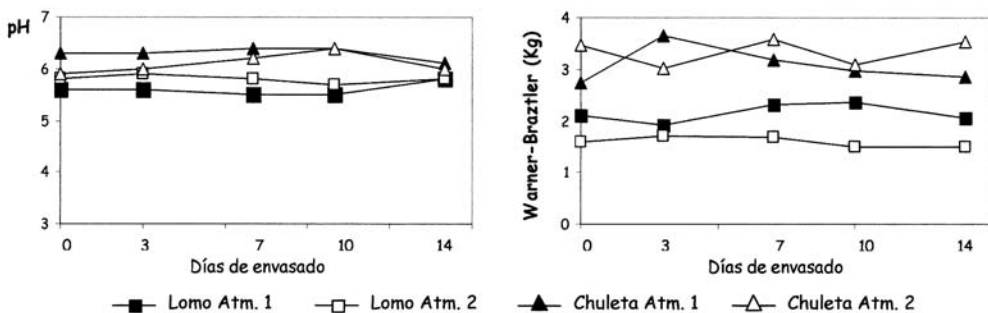 pH
7
6
5
4
3
0 3 7 10 14
Días de envasado
Warner-Braztler (Kg)
4
3
2
1
0
0 3 7 10 14
Días de envasado
Lomo Atm. 1 Lomo Atm. 2 Chuleta Atm. 1 Chuleta Atm. 2